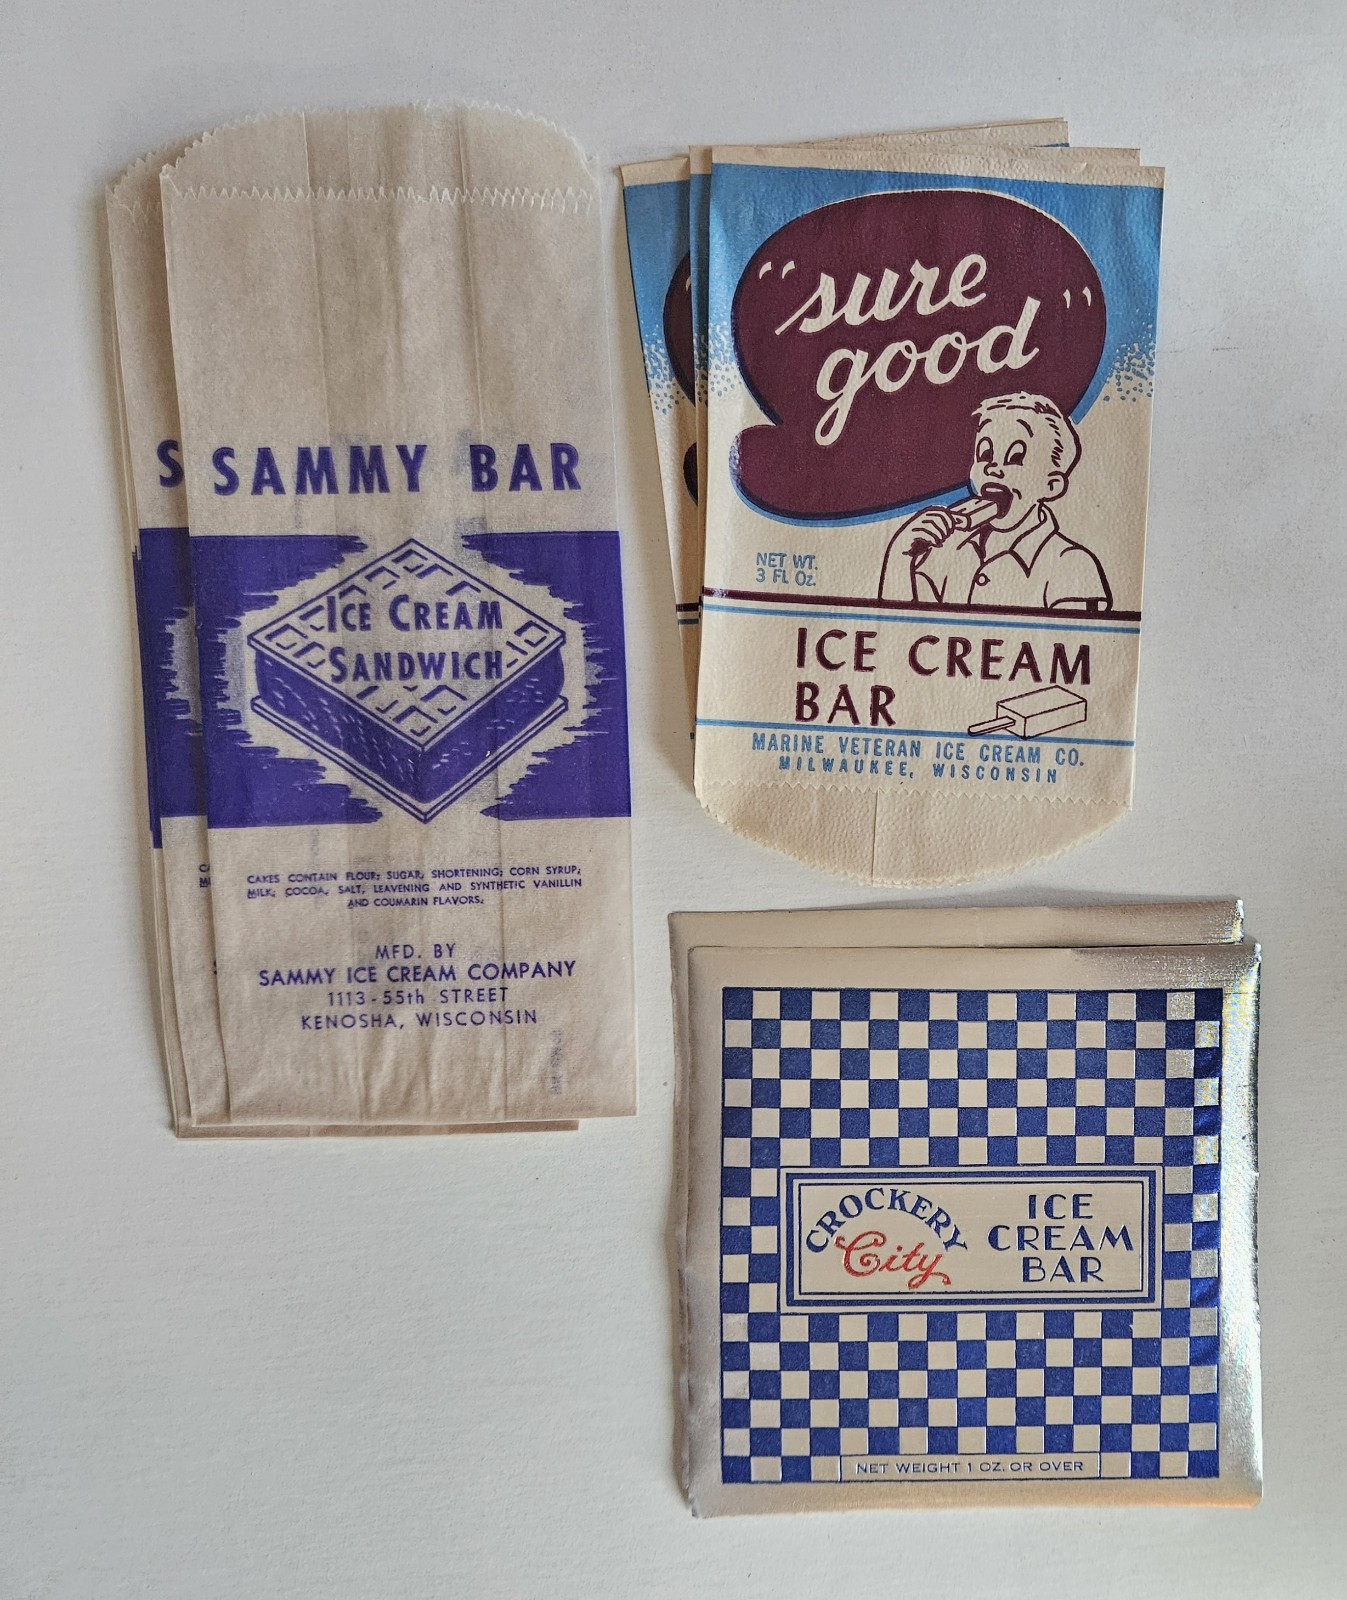 SAMMY BAR
ICE CREAM
SANDWICH
CAKES CONTAIN FLOUR; SUGAR, SHORTENING; CORN SYRUP,
MILK, COCOA, SALT, LEAVENING AND SYNTHETIC VANILLIN
AND COUMARIN FLAVORS.
MFD. BY
SAMMY ICE CREAM COMPANY
1113-55th STREET
KENOSHA, WISCONSIN
"sure
good"
NET WT.
3 FL Oz.
ICE CREAM
BAR
MARINE VETERAN ICE CREAM CO.
MILWAUKEE, WISCONSIN
CROCKERY
City
ICE
CREAM
BAR
NET WEIGHT 1 OZ. OR OVER